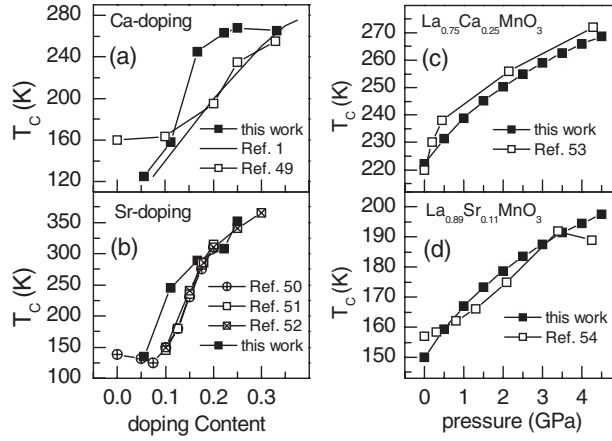 Ca-doping
(a)
T_C (K)
280
240
200
160
120
this work
Ref. 1
Ref. 49
Sr-doping
(b)
T_C (K)
350
300
250
200
150
100
Ref. 50
Ref. 51
Ref. 52
this work
0.0 0.1 0.2 0.3
doping Content
La0.75Ca0.25MnO3
(c)
T_C (K)
270
260
250
240
230
220
this work
Ref. 53
La0.89Sr0.11MnO3
(d)
T_C (K)
200
190
180
170
160
150
this work
Ref. 54
0 1 2 3 4
pressure (GPa)